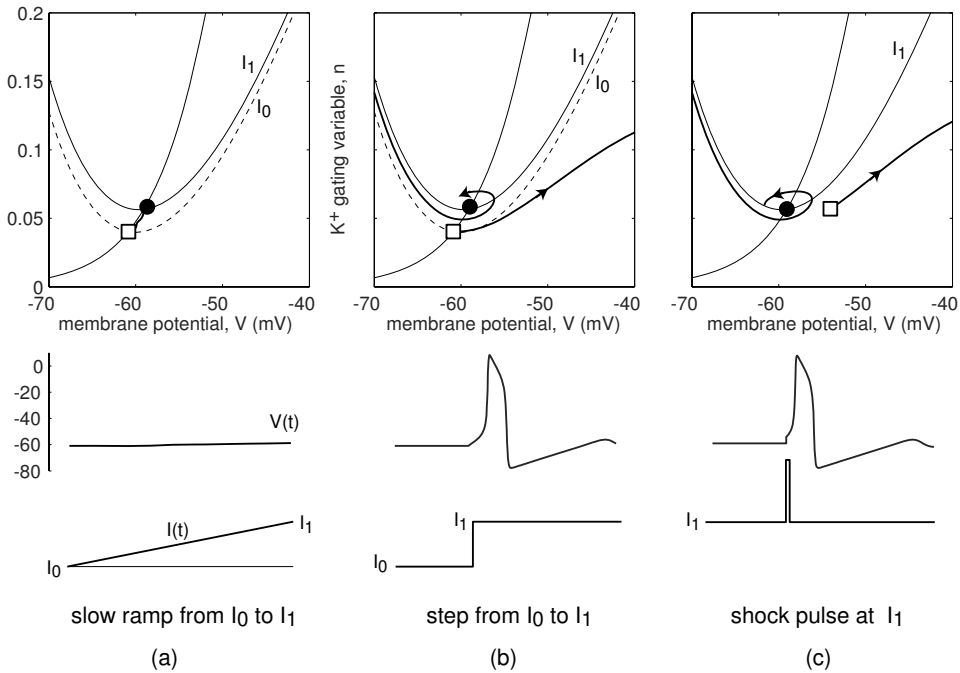 0.2
0.15
0.1
0.05
0
I1
I0
-70 -60 -50 -40
membrane potential, V (mV)
K+ gating variable, n
I1
I0
-70 -60 -50 -40
membrane potential, V (mV)
I1
-70 -60 -50 -40
membrane potential, V (mV)
0
-20
-40
-60
-80
V(t)
I(t)
I1
I0
I1
I0
I1
slow ramp from I0 to I1
step from I0 to I1
shock pulse at I1
(a)
(b)
(c)